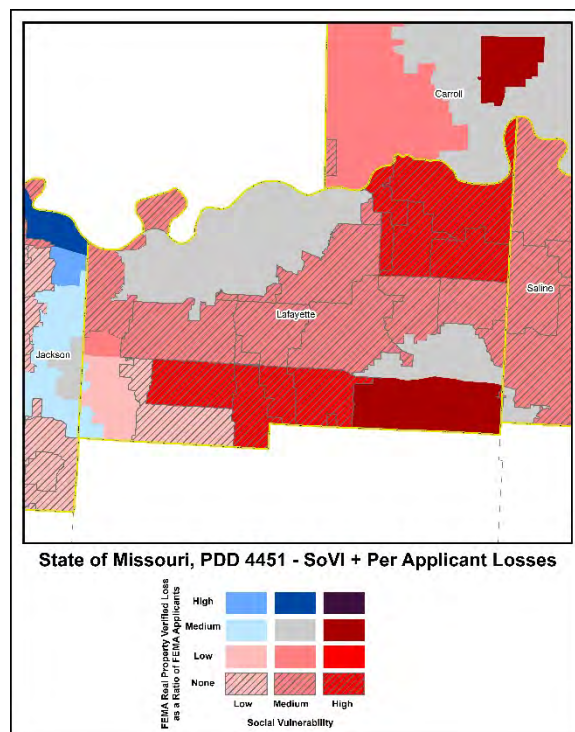 Carroll
Saline
Lafayette
Jackson
State of Missouri, PDD 4451 - SoVI + Per Applicant Losses
FEMA Real Property Verified Loss
as a Ratio of FEMA Applicants
High
Medium
Low
None
Low
Medium
High
Social Vulnerability